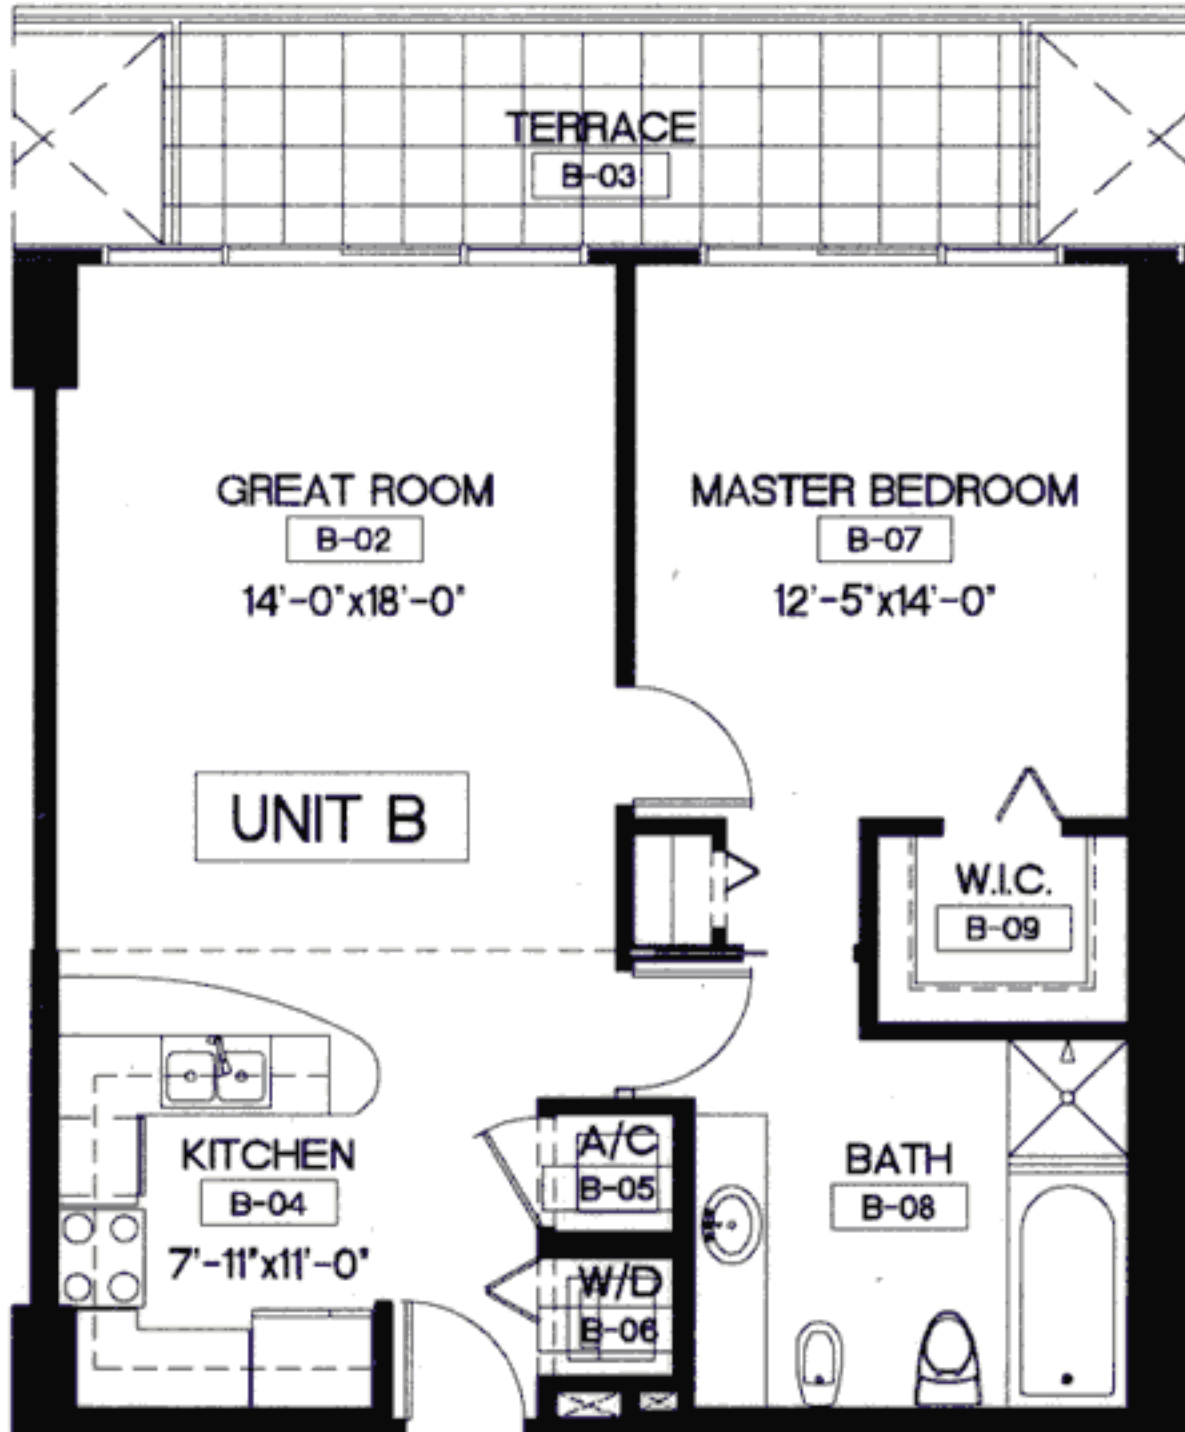 TERRACE
B-03
GREAT ROOM
B-02
14'-0"x18'-0"
MASTER BEDROOM
B-07
12'-5"x14'-0"
UNIT B
W.I.C.
B-09
KITCHEN
B-04
7'-11"x11'-0"
A/C
B-05
W/D
B-06
BATH
B-08